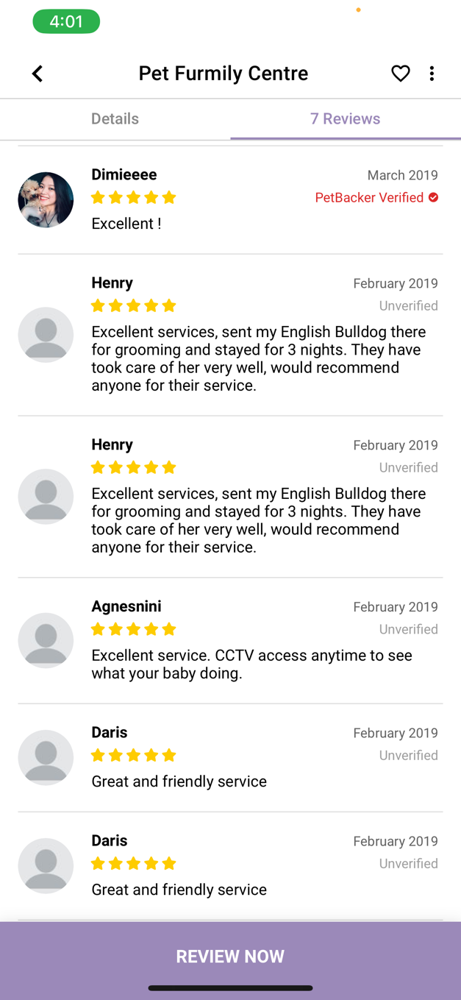 4:01
Pet Furmily Centre
Details
7 Reviews
Dimieeee
March 2019
PetBacker Verified
Excellent !
Henry
February 2019
Unverified
Excellent services, sent my English Bulldog there
for grooming and stayed for 3 nights. They have
took care of her very well, would recommend
anyone for their service.
Henry
February 2019
Unverified
Excellent services, sent my English Bulldog there
for grooming and stayed for 3 nights. They have
took care of her very well, would recommend
anyone for their service.
Agnesnini
February 2019
Unverified
Excellent service. CCTV access anytime to see
what your baby doing.
Daris
February 2019
Unverified
Great and friendly service
Daris
February 2019
Unverified
Great and friendly service
REVIEW NOW